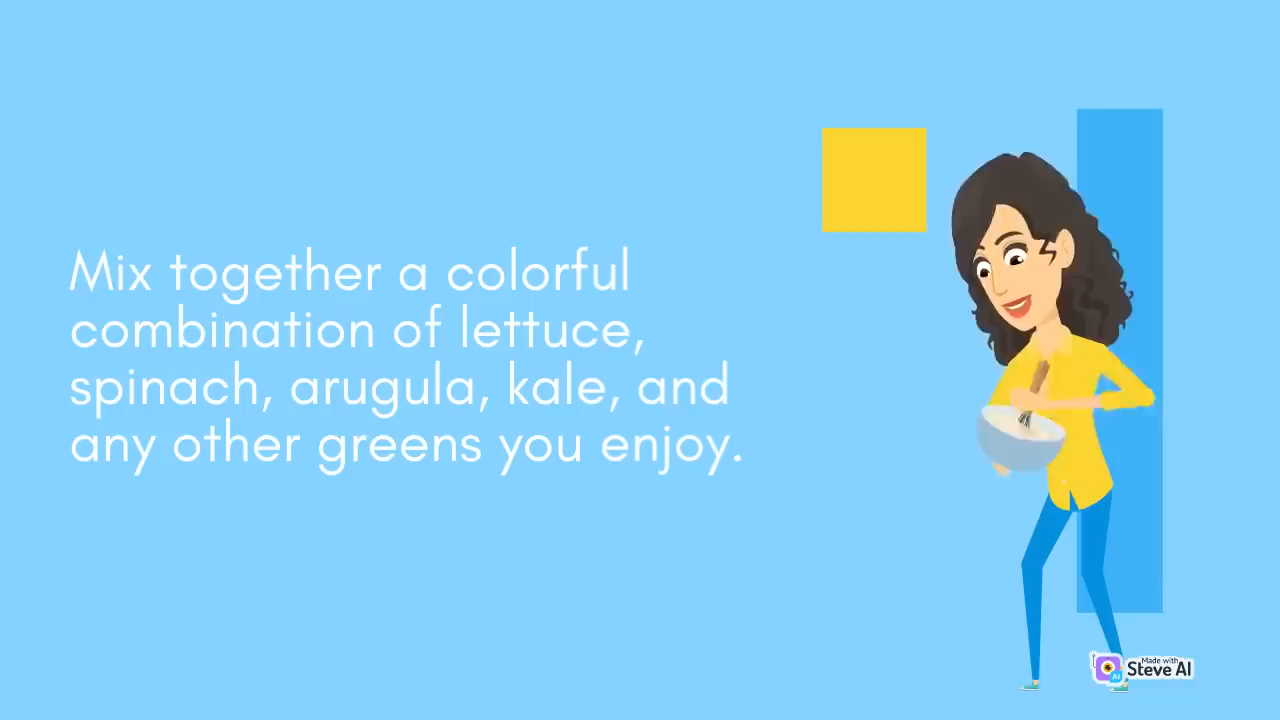 Mix together a colorful
combination of lettuce,
spinach, arugula, kale, and
any other greens you enjoy.
Made with
Steve AI
AI